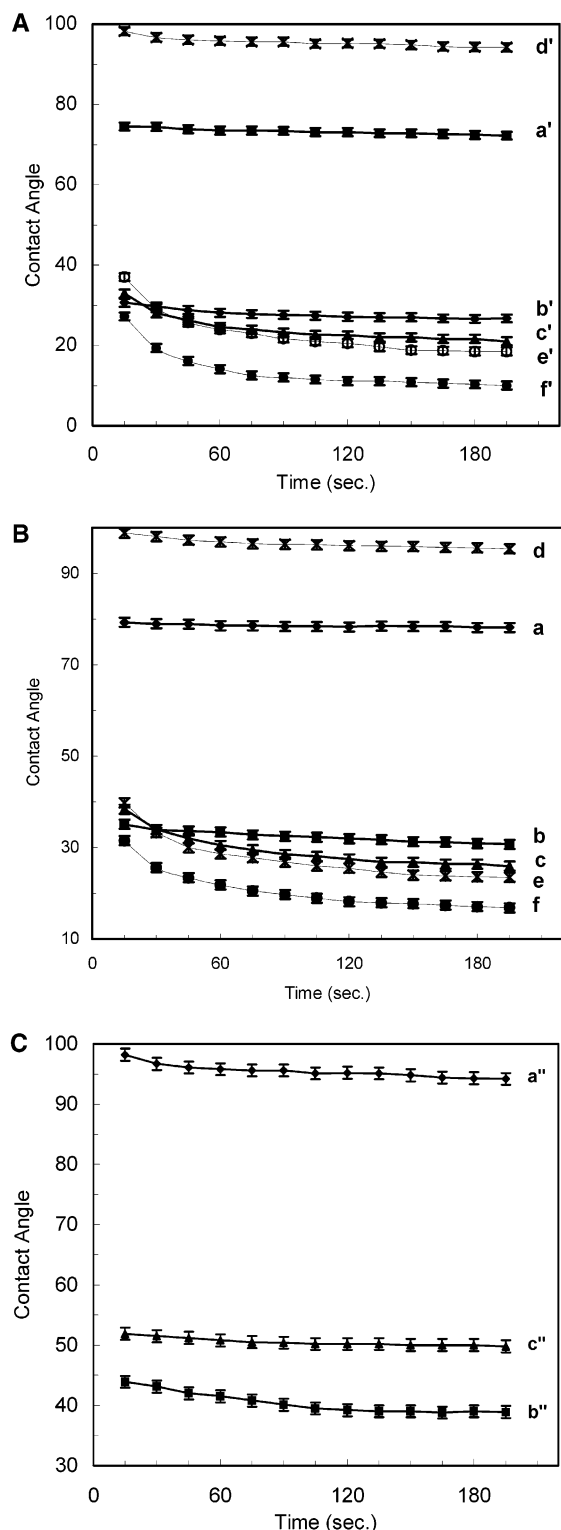 A
100
80
60
40
20
0
Contact Angle
d'
a'
b'
c'
e'
f'
0 60 120 180
Time (sec.)
B
90
70
50
30
10
Contact Angle
d
a
b
c
e
f
0 60 120 180
Time (sec.)
C
100
90
80
70
60
50
40
30
Contact Angle
a"
c"
b"
0 60 120 180
Time (sec.)